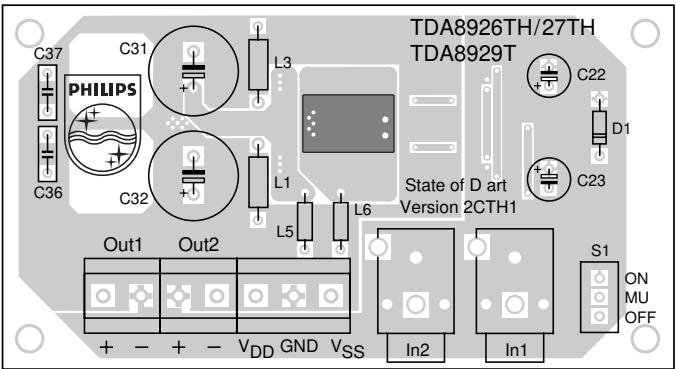 TDA8926TH/27TH
TDA8929T
C37
C31
L3
C22
PHILIPS
D1
C36
C32
L1
State of D art
Version 2CTH1
C23
L5
L6
Out1 Out2
S1
ON
MU
OFF
+ − + − VDD GND VSS
In2 In1